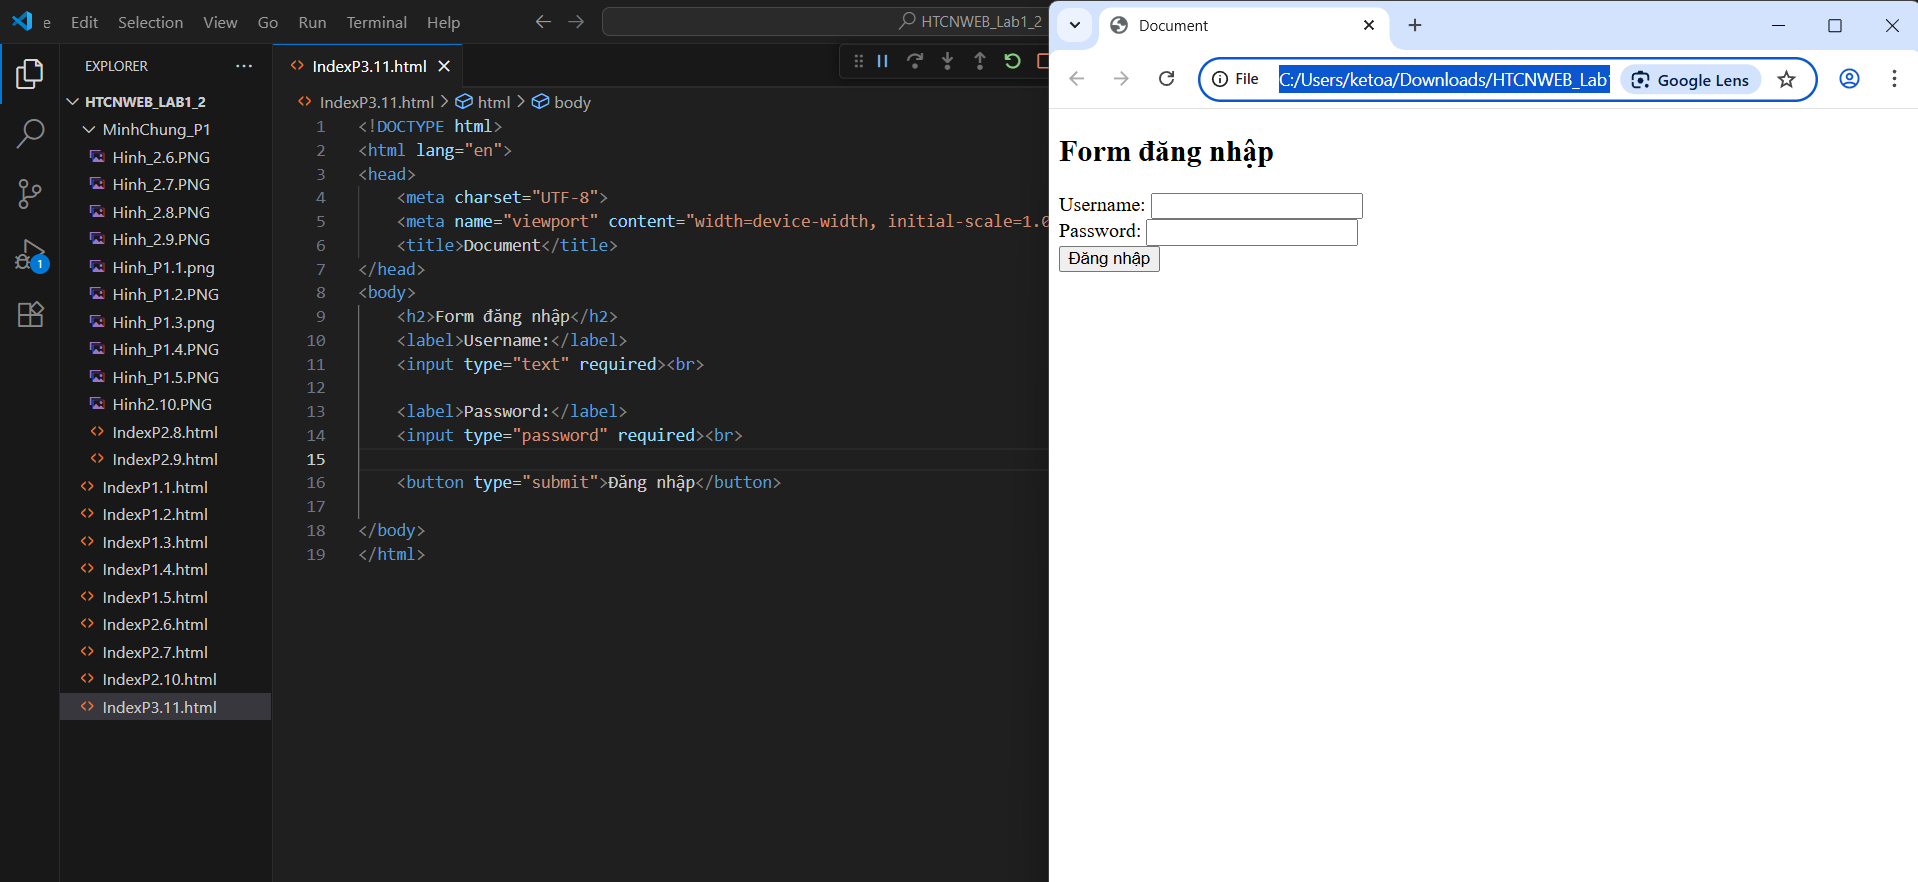 e Edit Selection View Go Run Terminal Help
HTCNWEB_Lab1_2
EXPLORER
HTCNWEB_LAB1_2
MinhChung_P1
Hinh_2.6.PNG
Hinh_2.7.PNG
Hinh_2.8.PNG
Hinh_2.9.PNG
Hinh_P1.1.png
Hinh_P1.2.PNG
Hinh_P1.3.png
Hinh_P1.4.PNG
Hinh_P1.5.PNG
Hinh2.10.PNG
IndexP2.8.html
IndexP2.9.html
IndexP1.1.html
IndexP1.2.html
IndexP1.3.html
IndexP1.4.html
IndexP1.5.html
IndexP2.6.html
IndexP2.7.html
IndexP2.10.html
IndexP3.11.html
1
IndexP3.11.html
IndexP3.11.html > html > body
1 <!DOCTYPE html>
2 <html lang="en">
3 <head>
4 <meta charset="UTF-8">
5 <meta name="viewport" content="width=device-width, initial-scale=1.0
6 <title>Document</title>
7 </head>
8 <body>
9 <h2>Form đăng nhập</h2>
10 <label>Username:</label>
11 <input type="text" required><br>
12
13 <label>Password:</label>
14 <input type="password" required><br>
15
16 <button type="submit">Đăng nhập</button>
17
18 </body>
19 </html>
Document
File C:/Users/ketoa/Downloads/HTCNWEB_Lab Google Lens
Form đăng nhập
Username:
Password:
Đăng nhập